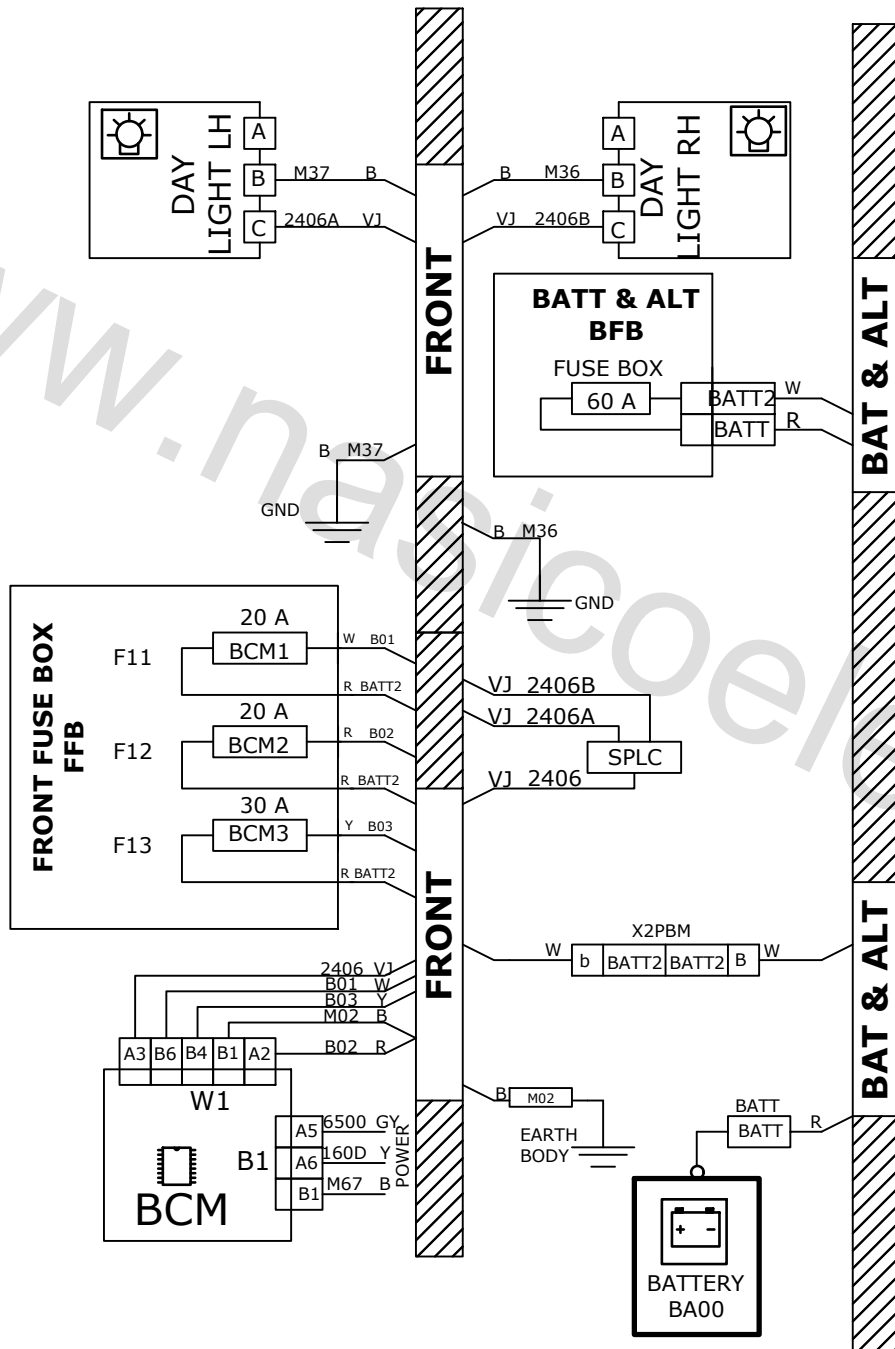 DAY
LIGHT LH
A
B
C
M37 B
2406A VJ
FRONT
B M36
VJ 2406B
A
B
C
DAY
LIGHT RH
BATT & ALT
BFB
FUSE BOX
60 A
BATT2
BATT
W
R
BAT & ALT
B M37
GND
B M36
GND
www.nasicoele
FRONT FUSE BOX
FFB
20 A
F11
BCM1
W B01
R BATT2
20 A
F12
BCM2
R B02
R BATT2
30 A
F13
BCM3
Y B03
R BATT2
VJ 2406B
VJ 2406A
SPLC
VJ 2406
FRONT
X2PBM
W
b
BATT2
BATT2
B
W
BAT & ALT
2406 VJ
B01 W
B03 Y
M02 B
B02 R
A3
B6
B4
B1
A2
W1
B1
A5
A6
B1
6500 GY
160D Y
M67 B
POWER
BCM
B
M02
EARTH
BODY
BATT
BATT
R
+ -
BATTERY
BA00